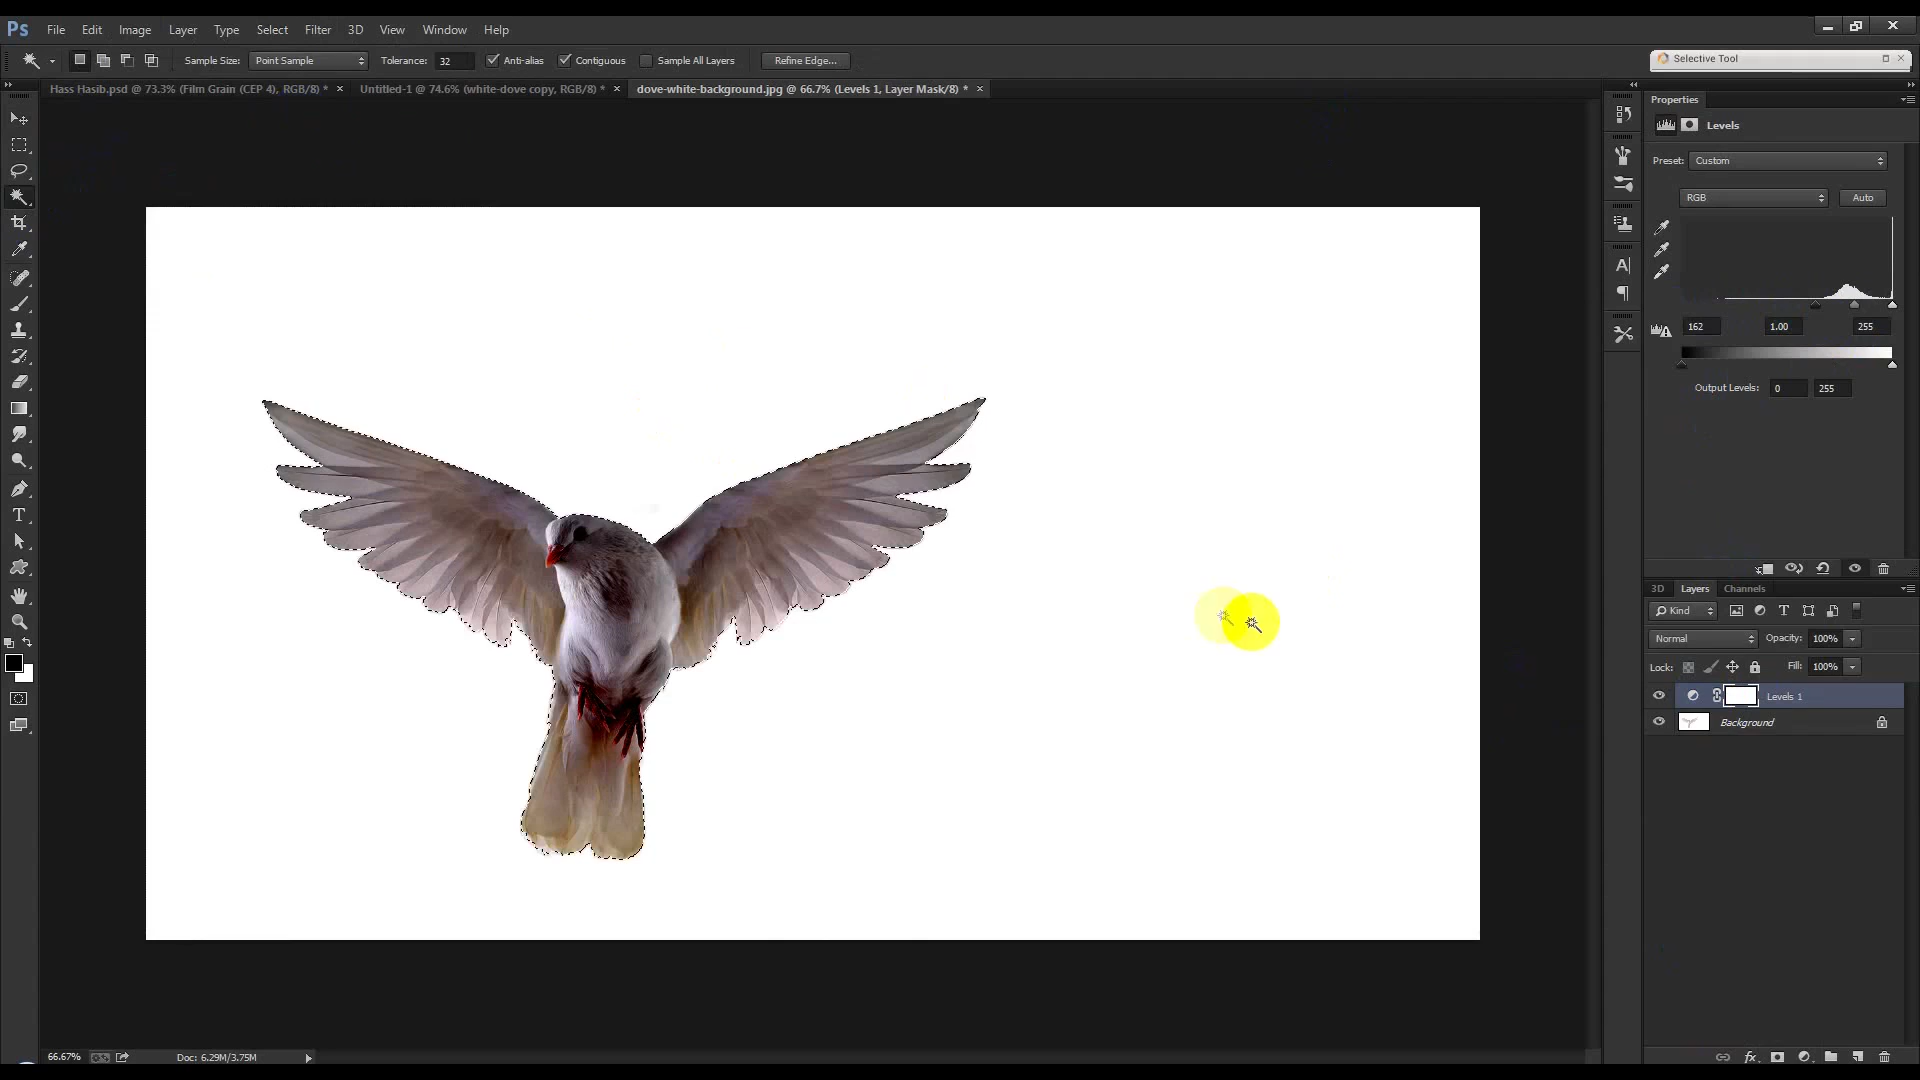 Ps File Edit Image Layer Type Select Filter 3D View Window Help
Sample Size: Point Sample Tolerance: 32 Anti-alias Contiguous Sample All Layers Refine Edge...
Selective Tool
Hass Hasib.psd @ 73.3% (Film Grain (CEP 4), RGB/8) * Untitled-1 @ 74.6% (white-dove copy, RGB/8) * dove-white-background.jpg @ 66.7% (Levels 1, Layer Mask/8) *
Properties
Levels
Preset: Custom
RGB Auto
162 1.00 255
Output Levels: 0 255
3D Layers Channels
Kind
Normal Opacity: 100%
Lock: Fill: 100%
Levels 1
Background
66.67% Doc: 6.29M/3.75M